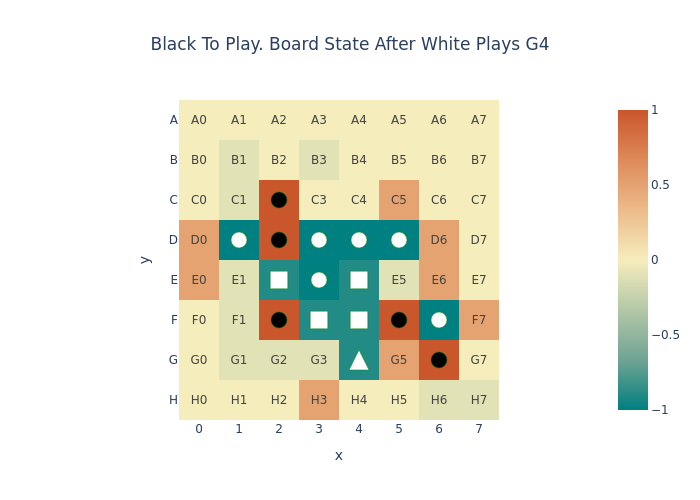 Black To Play. Board State After White Plays G4
A A0 A1 A2 A3 A4 A5 A6 A7
B B0 B1 B2 B3 B4 B5 B6 B7
C C0 C1 C3 C4 C5 C6 C7
D D0 D6 D7
E E0 E1 E5 E6 E7
F F0 F1 F7
G G0 G1 G2 G3 G5 G7
H H0 H1 H2 H3 H4 H5 H6 H7
0 1 2 3 4 5 6 7
x
y
1
0.5
0
−0.5
−1